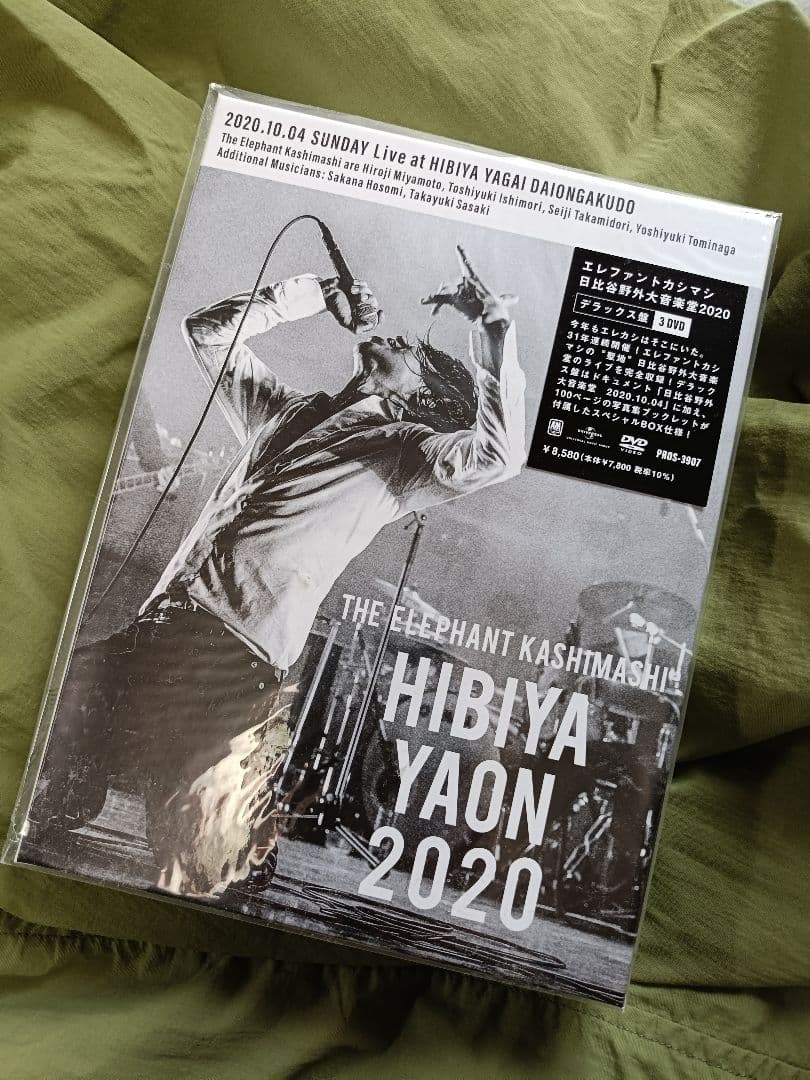 2020.10.04 SUNDAY Live at HIBIYA YAGAI DAIONGAKUDO
The Elephant Kashimashi are Hiroji Miyamoto, Toshiyuki Ishimori, Seiji Takamidori, Yoshiyuki Tominaga
Additional Musicians: Sakana Hosomi, Takayuki Sasaki
エレファントカシマシ
日比谷野外大音楽堂2020
デラックス盤 3 DVD
今年もエレカシはそこにいた。
31年連続開催！エレファントカシ
マシの"聖地"日比谷野外大音楽
堂のライブを完全収録！デラック
ス盤はドキュメント「日比谷野外
大音楽堂 2020.10.04」に加え、
100ページの写真集ブックレットが
付属したスペシャルBOX仕様！
A&M UNIVERSAL DVD VIDEO PROS-3907
¥8,580(本体¥7,800 税率10%)
THE ELEPHANT KASHIMASHI
HIBIYA
YAON
2020